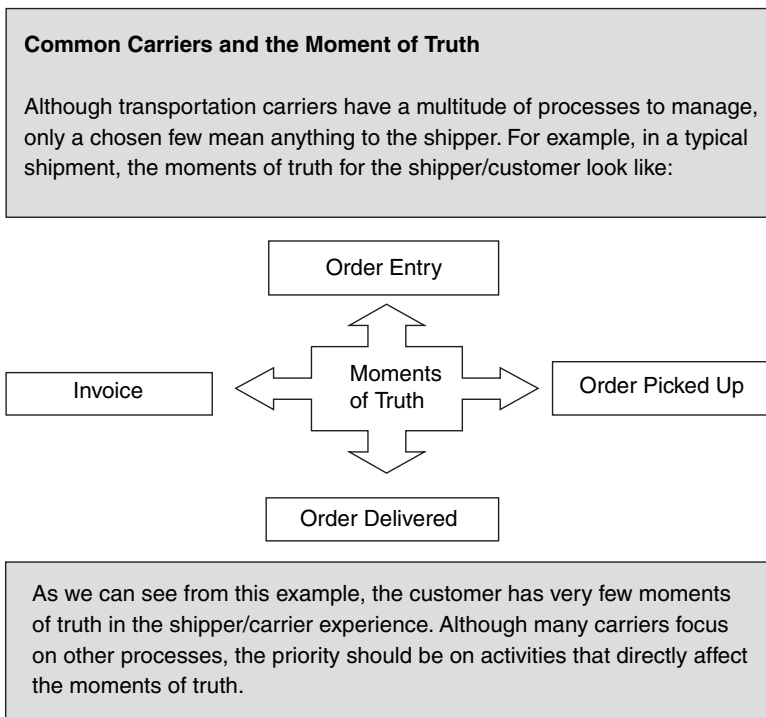 Common Carriers and the Moment of Truth
Although transportation carriers have a multitude of processes to manage,
only a chosen few mean anything to the shipper. For example, in a typical
shipment, the moments of truth for the shipper/customer look like:
Order Entry
Invoice
Moments
of Truth
Order Picked Up
Order Delivered
As we can see from this example, the customer has very few moments
of truth in the shipper/carrier experience. Although many carriers focus
on other processes, the priority should be on activities that directly affect
the moments of truth.